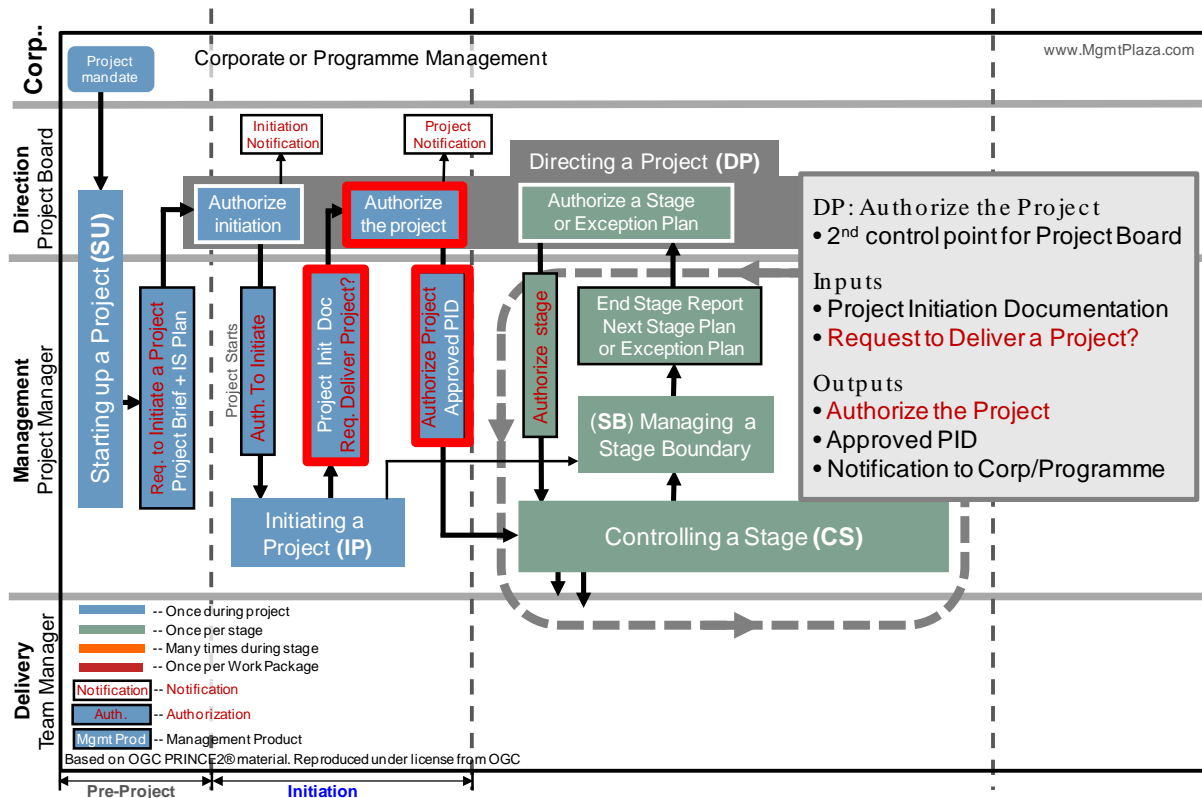 Corp..
Project
mandate
Corporate or Programme Management
www.MgmtPlaza.com
Direction
Project Board
Initiation
Notification
Project
Notification
Directing a Project (DP)
Authorize
initiation
Authorize
the project
Authorize a Stage
or Exception Plan
DP: Authorize the Project
• 2nd control point for Project Board
Inputs
• Project Initiation Documentation
• Request to Deliver a Project?
Outputs
• Authorize the Project
• Approved PID
• Notification to Corp/Programme
Management
Project Manager
Starting up a Project (SU)
Req. to Initiate a Project
Project Brief + IS Plan
Project Starts
Auth. To Initiate
Project Init Doc
Req. Deliver Project?
Authorize Project
Approved PID
Authorize stage
End Stage Report
Next Stage Plan
or Exception Plan
(SB) Managing a
Stage Boundary
Initiating a
Project (IP)
Controlling a Stage (CS)
Delivery
Team Manager
-- Once during project
-- Once per stage
-- Many times during stage
-- Once per Work Package
Notification -- Notification
Auth. -- Authorization
Mgmt Prod -- Management Product
Based on OGC PRINCE2® material. Reproduced under license from OGC
Pre-Project
Initiation